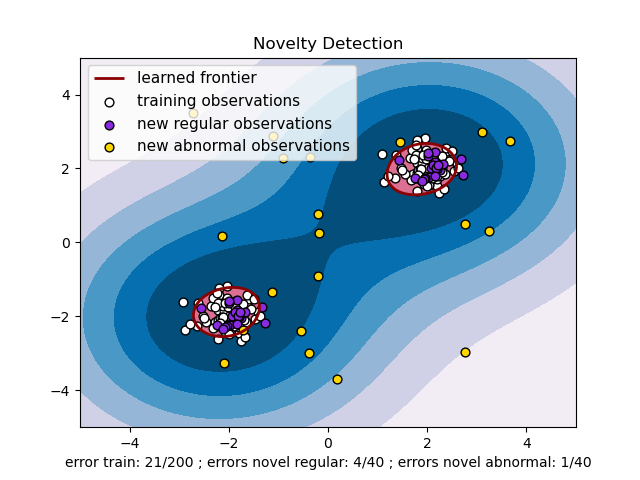 Novelty Detection
learned frontier
training observations
new regular observations
new abnormal observations
4
2
0
−2
−4
−4 −2 0 2 4
error train: 21/200 ; errors novel regular: 4/40 ; errors novel abnormal: 1/40